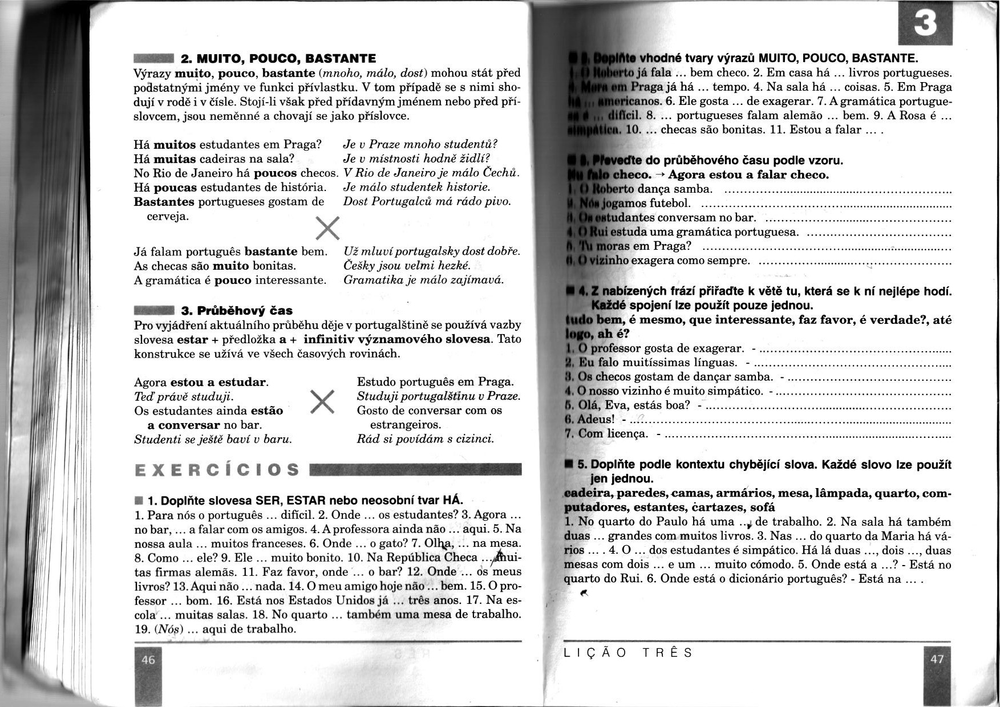 2. MUITO, POUCO, BASTANTE
Výrazy muito, pouco, bastante (mnoho, málo, dost) mohou stát před
podstatnými jmény ve funkci přívlastku. V tom případě se s nimi sho-
dují v rodě i v čísle. Stojí-li však před přídavným jménem nebo před pří-
slovcem, jsou neměnné a chovají se jako příslovce.
Há muitos estudantes em Praga? Je v Praze mnoho studentů?
Há muitas cadeiras na sala? Je v místnosti hodně židlí?
No Rio de Janeiro há poucos checos. V Rio de Janeiro je málo Čechů.
Há poucas estudantes de história. Je málo studentek historie.
Bastantes portugueses gostam de Dost Portugalců má rádo pivo.
cerveja.
Já falam português bastante bem. Už mluví portugalsky dost dobře.
As checas são muito bonitas. Češky jsou velmi hezké.
A gramática é pouco interessante. Gramatika je málo zajímavá.
3. Průběhový čas
Pro vyjádření aktuálního průběhu děje v portugalštině se používá vazby
slovesa estar + předložka a + infinitiv významového slovesa. Tato
konstrukce se užívá ve všech časových rovinách.
Agora estou a estudar. Estudo português em Praga.
Teď právě studuji. Studuji portugalštinu v Praze.
Os estudantes ainda estão Gosto de conversar com os
a conversar no bar. estrangeiros.
Studenti se ještě baví v baru. Rád si povídám s cizinci.
EXERCÍCIOS
1. Doplňte slovesa SER, ESTAR nebo neosobní tvar HÁ.
1. Para nós o português ... difícil. 2. Onde ... os estudantes? 3. Agora ...
no bar, ... a falar com os amigos. 4. A professora ainda não ... aqui. 5. Na
nossa aula ... muitos franceses. 6. Onde ... o gato? 7. Olha, ... na mesa.
8. Como ... ele? 9. Ele ... muito bonito. 10. Na República Checa ... mui-
tas firmas alemãs. 11. Faz favor, onde ... o bar? 12. Onde ... os meus
livros? 13. Aqui não ... nada. 14. O meu amigo hoje não ... bem. 15. O pro-
fessor ... bom. 16. Está nos Estados Unidos já ... três anos. 17. Na es-
cola ... muitas salas. 18. No quarto ... também uma mesa de trabalho.
19. (Nós) ... aqui de trabalho.
46
3
Doplňte vhodné tvary výrazů MUITO, POUCO, BASTANTE.
1. O Roberto já fala ... bem checo. 2. Em casa há ... livros portugueses.
Mora em Praga já há ... tempo. 4. Na sala há ... coisas. 5. Em Praga
há ... americanos. 6. Ele gosta ... de exagerar. 7. A gramática portugue-
sa é ... difícil. 8. ... portugueses falam alemão ... bem. 9. A Rosa é ...
simpática. 10. ... checas são bonitas. 11. Estou a falar ... .
Převeďte do průběhového času podle vzoru.
falo checo. → Agora estou a falar checo.
1. O Roberto dança samba. ...
Nós jogamos futebol. ...
Os estudantes conversam no bar. ...
4. O Rui estuda uma gramática portuguesa. ...
Tu moras em Praga? ...
O vizinho exagera como sempre. ...
4. Z nabízených frází přiřaďte k větě tu, která se k ní nejlépe hodí.
Každé spojení lze použít pouze jednou.
tudo bem, é mesmo, que interessante, faz favor, é verdade?, até
logo, ah é?
1. O professor gosta de exagerar. - ...
2. Eu falo muitíssimas línguas. - ...
3. Os checos gostam de dançar samba. - ...
4. O nosso vizinho é muito simpático. - ...
5. Olá, Eva, estás boa? - ...
6. Adeus! - ...
7. Com licença. - ...
5. Doplňte podle kontextu chybějící slova. Každé slovo lze použít
jen jednou.
cadeira, paredes, camas, armários, mesa, lâmpada, quarto, com-
putadores, estantes, cartazes, sofá
1. No quarto do Paulo há uma ... de trabalho. 2. Na sala há também
duas ... grandes com muitos livros. 3. Nas ... do quarto da Maria há vá-
rios ... . 4. O ... dos estudantes é simpático. Há lá duas ..., dois ..., duas
mesas com dois ... e um ... muito cómodo. 5. Onde está a ...? - Está no
quarto do Rui. 6. Onde está o dicionário português? - Está na ... .
LIÇÃO TRÊS
47